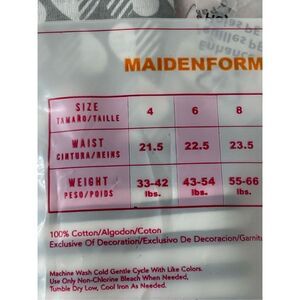 MAIDENFORM
SIZE 4 6 8
TAMAÑO/TAILLE
WAIST 21.5 22.5 23.5
CINTURA/REINS
WEIGHT 33-42 43-54 55-66
PESO/POIDS lbs. lbs. lbs.
100% Cotton/Algodon/Coton
Exclusive Of Decoration/Exclusivo De Decoracion/Garnit
Machine Wash Cold Gentle Cycle With Like Colors.
Use Only Non-Chlorine Bleach When Needed,
Tumble Dry Low, Cool Iron As Needed.